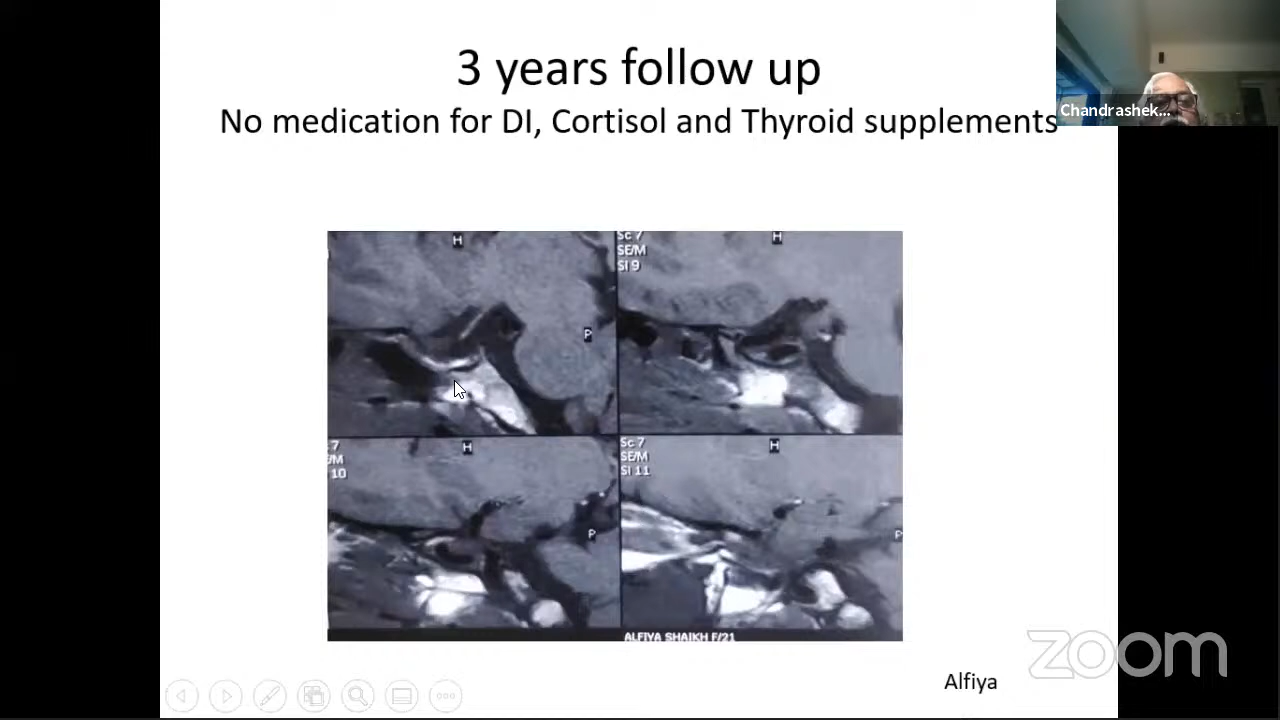 3 years follow up
No medication for DI, Cortisol and Thyroid supplements
Chandrashek...
H
P
Sc 7
SE/M
SI 9
H
7
/M
10
H
P
Sc 7
SE/M
SI 11
H
P
ALFIYA SHAIKH F/21
zoom
Alfiya